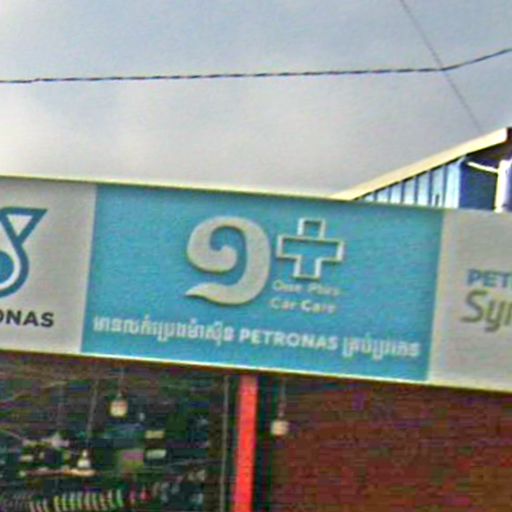 ONAS
១+
One Plus
Car Care
មានលក់ប្រេងម៉ាស៊ីន PETRONAS គ្រប់ប្រភេទ
PET
Syn